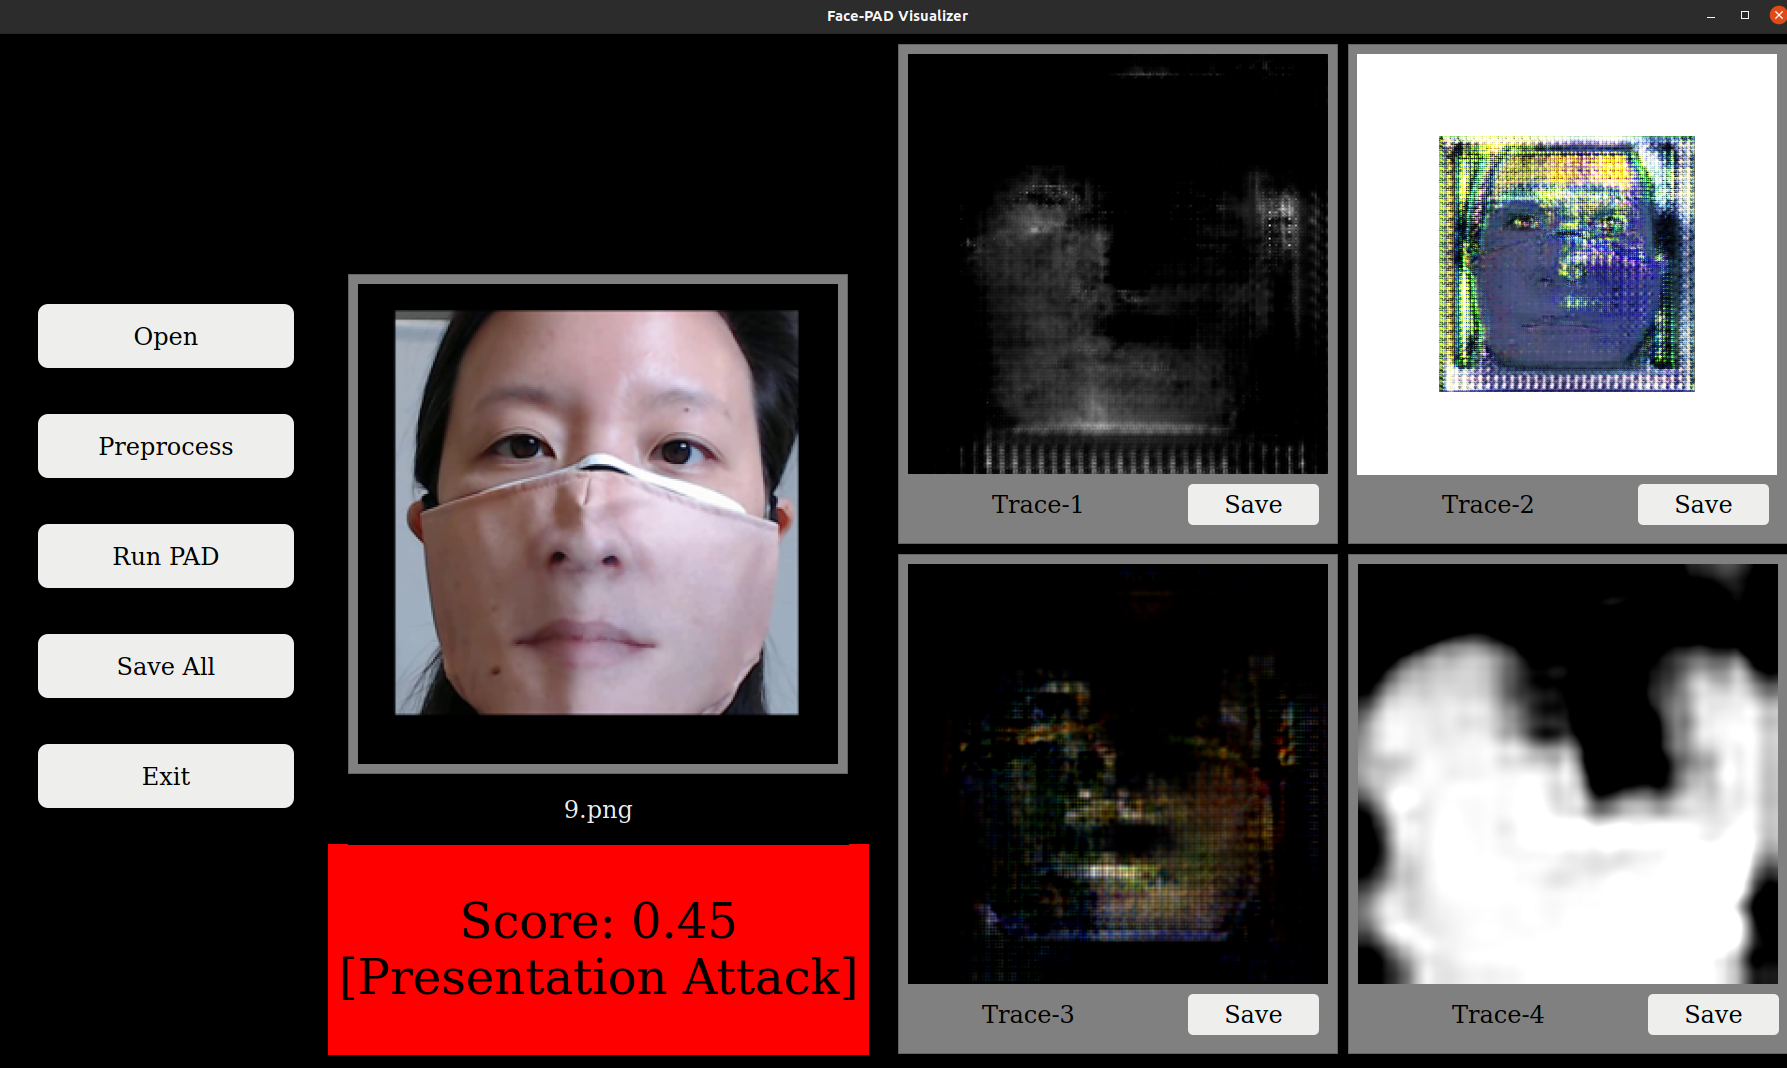 Face-PAD Visualizer
Open
Preprocess
Run PAD
Save All
Exit
9.png
Score: 0.45
[Presentation Attack]
Trace-1
Save
Trace-2
Save
Trace-3
Save
Trace-4
Save